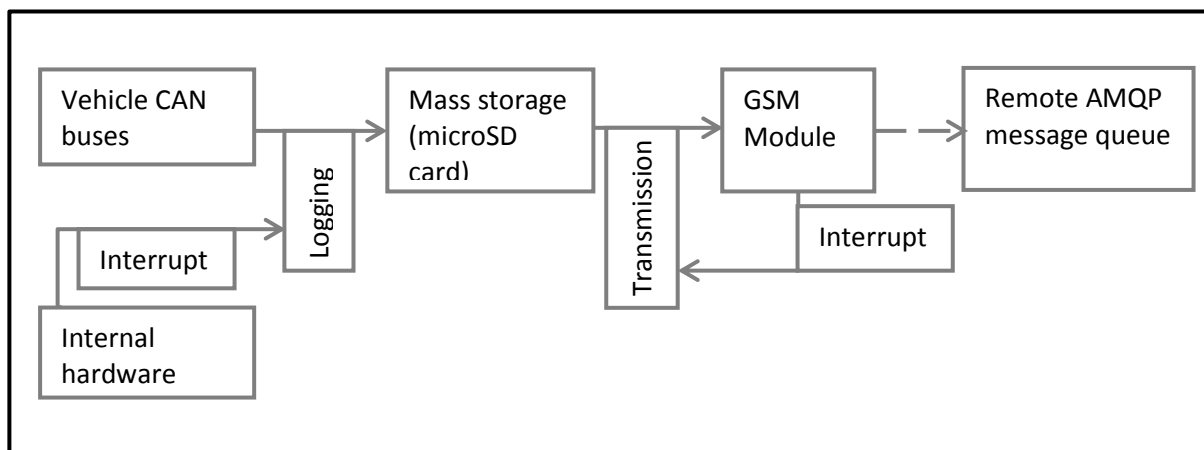 Vehicle CAN
buses
Mass storage
(microSD
card)
GSM
Module
Remote AMQP
message queue
Logging
Transmission
Interrupt
Interrupt
Internal
hardware